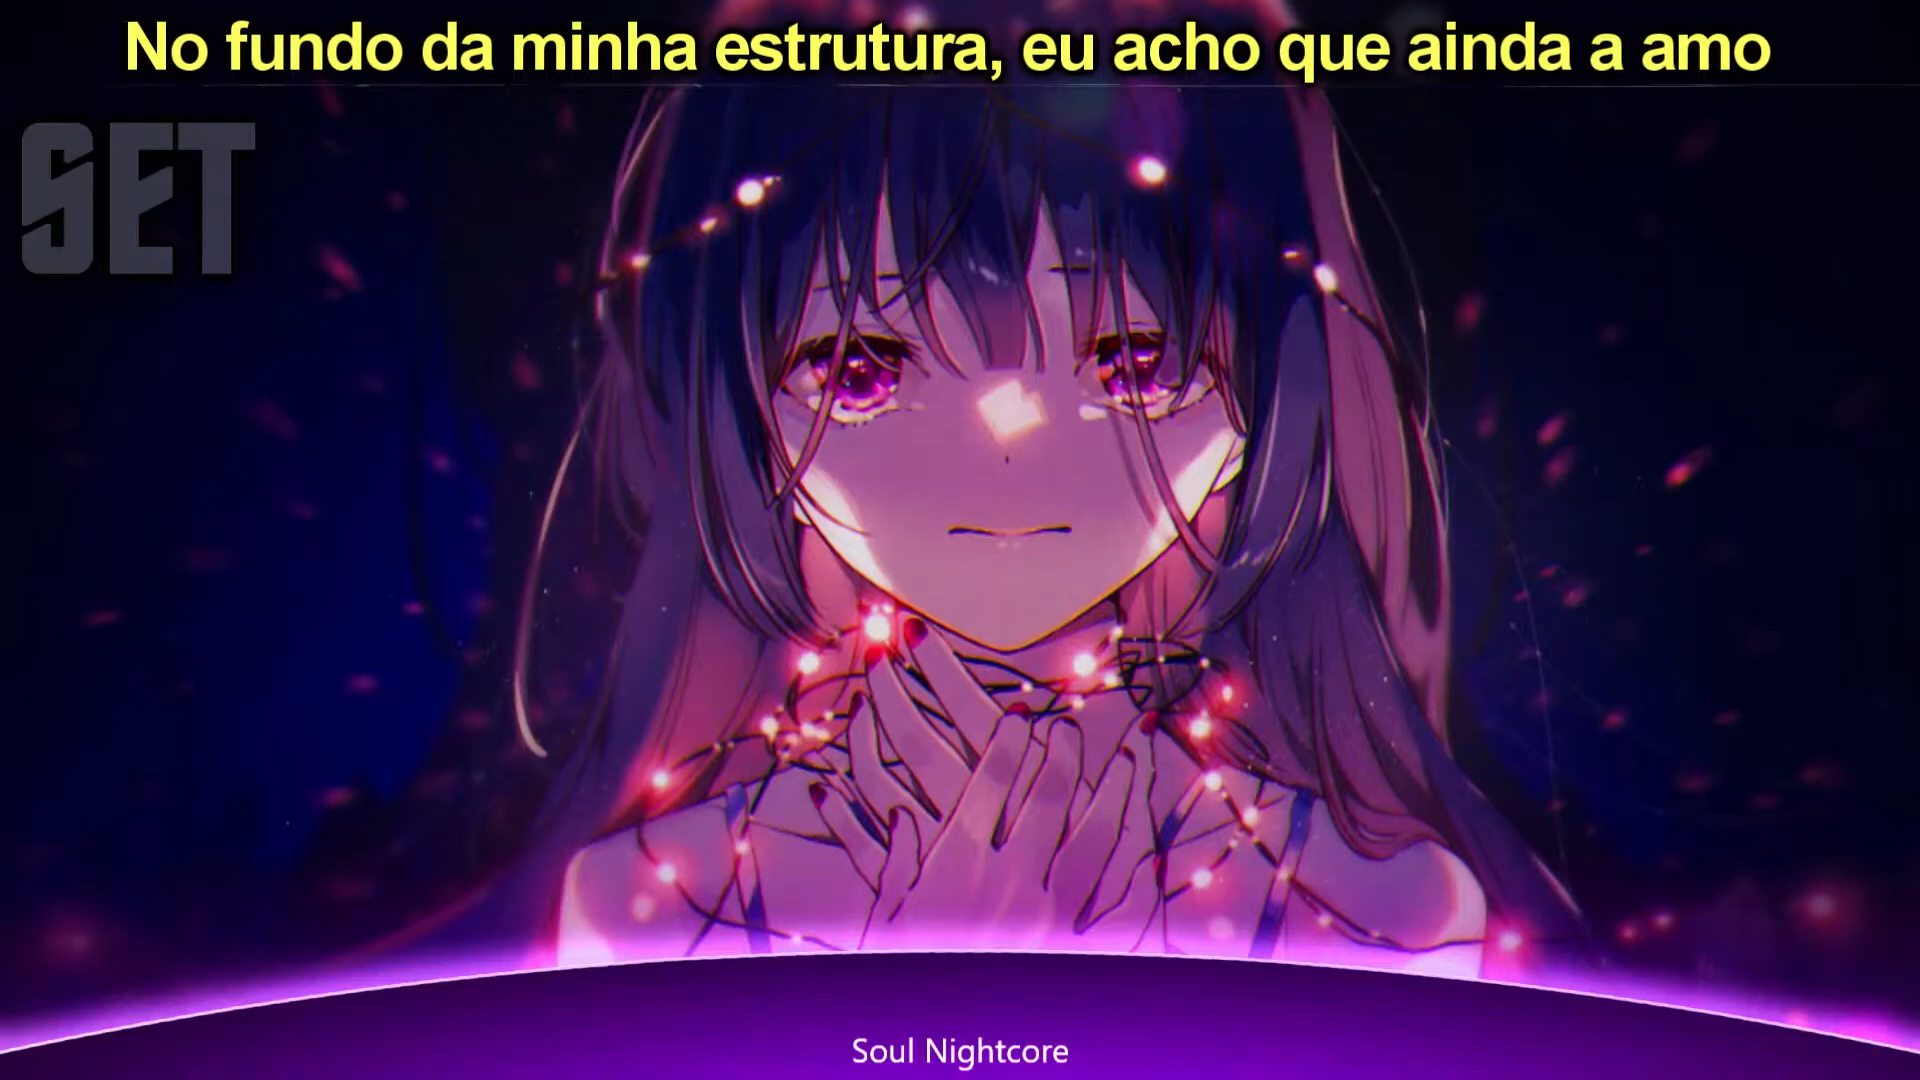 No fundo da minha estrutura, eu acho que ainda a amo
SET
Soul Nightcore